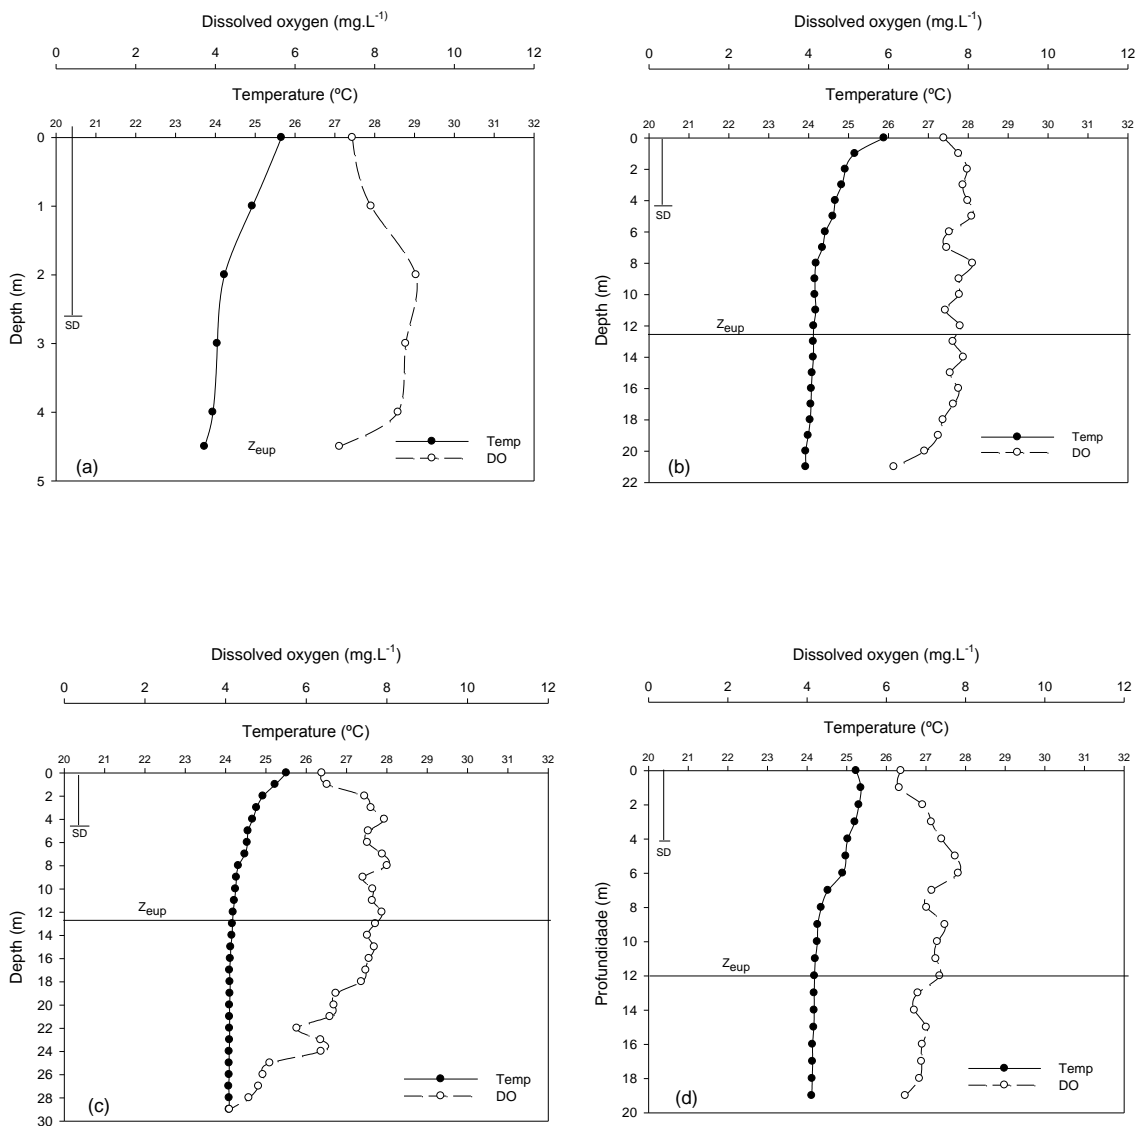 Dissolved oxygen (mg.L⁻¹⁾
0 2 4 6 8 10 12
Temperature (ºC)
20 21 22 23 24 25 26 27 28 29 30 31 32
Depth (m)
0
1
2
3
4
5
SD
Z_eup
Temp
DO
(a)
Dissolved oxygen (mg.L⁻¹)
0 2 4 6 8 10 12
Temperature (ºC)
20 21 22 23 24 25 26 27 28 29 30 31 32
Depth (m)
0
2
4
6
8
10
12
14
16
18
20
22
SD
Z_eup
Temp
DO
(b)
Dissolved oxygen (mg.L⁻¹)
0 2 4 6 8 10 12
Temperature (ºC)
20 21 22 23 24 25 26 27 28 29 30 31 32
Depth (m)
0
2
4
6
8
10
12
14
16
18
20
22
24
26
28
30
SD
Z_eup
Temp
DO
(c)
Dissolved oxygen (mg.L⁻¹)
0 2 4 6 8 10 12
Temperature (ºC)
20 21 22 23 24 25 26 27 28 29 30 31 32
Profundidade (m)
0
2
4
6
8
10
12
14
16
18
20
SD
Z_eup
Temp
DO
(d)